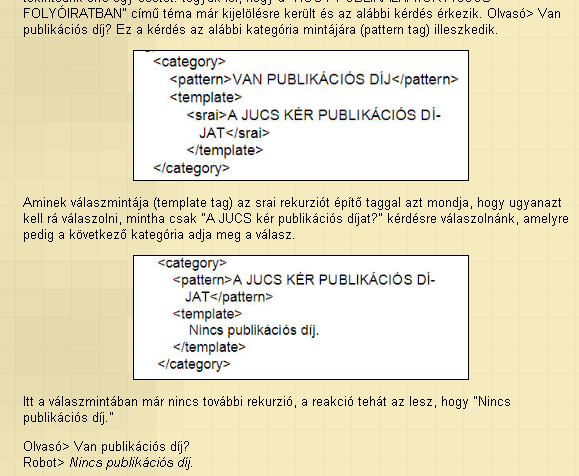 FOLYÓIRATBAN" című téma már kijelölésre került és az alábbi kérdés érkezik. Olvasó> Van
publikációs díj? Ez a kérdés az alábbi kategória mintájára (pattern tag) illeszkedik.
<category>
<pattern>VAN PUBLIKÁCIÓS DÍJ</pattern>
<template>
<srai>A JUCS KÉR PUBLIKÁCIÓS DÍ-
JAT</srai>
</template>
</category>
Aminek válaszmintája (template tag) az srai rekurziót építő taggal azt mondja, hogy ugyanazt
kell rá válaszolni, mintha csak "A JUCS kér publikációs díjat?" kérdésre válaszolnánk, amelyre
pedig a következő kategória adja meg a válasz.
<category>
<pattern>A JUCS KÉR PUBLIKÁCIÓS DÍ-
JAT</pattern>
<template>
Nincs publikációs díj.
</template>
</category>
Itt a válaszmintában már nincs további rekurzió, a reakció tehát az lesz, hogy "Nincs
publikációs díj."
Olvasó> Van publikációs díj?
Robot> Nincs publikációs díj.